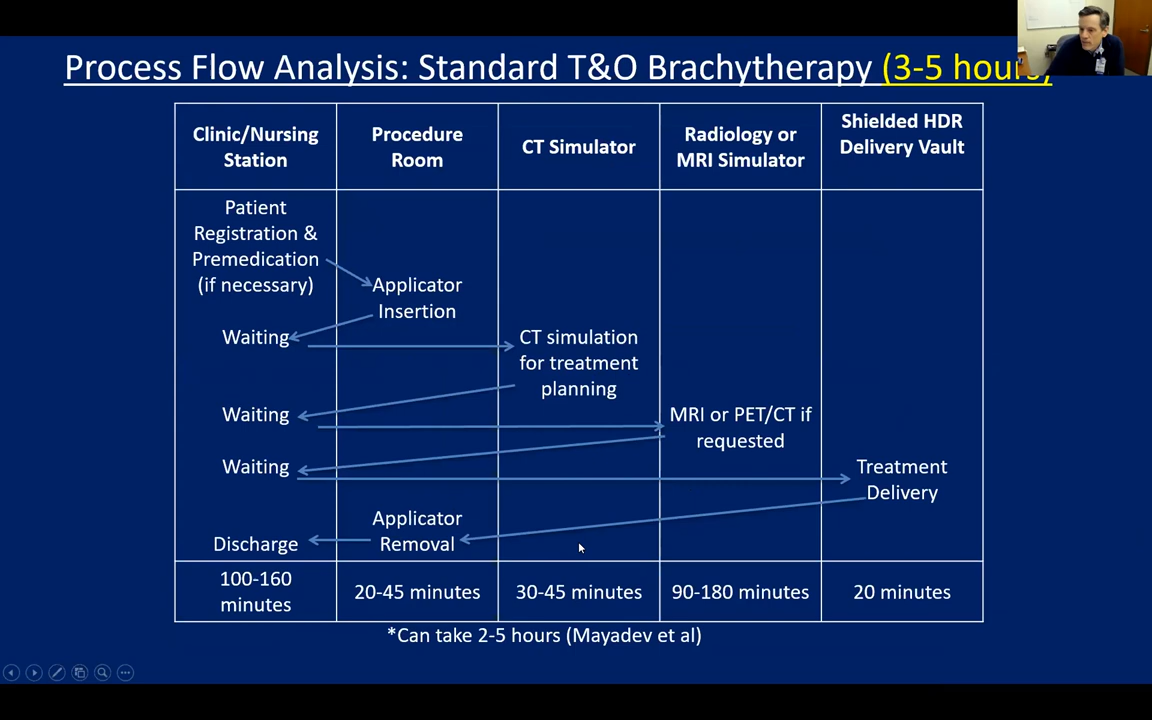 Process Flow Analysis: Standard T&O Brachytherapy (3-5 hours)
Clinic/Nursing
Station
Procedure
Room
CT Simulator
Radiology or
MRI Simulator
Shielded HDR
Delivery Vault
Patient
Registration &
Premedication
(if necessary)
Applicator
Insertion
Waiting
CT simulation
for treatment
planning
Waiting
MRI or PET/CT if
requested
Waiting
Treatment
Delivery
Applicator
Removal
Discharge
100-160
minutes
20-45 minutes
30-45 minutes
90-180 minutes
20 minutes
*Can take 2-5 hours (Mayadev et al)